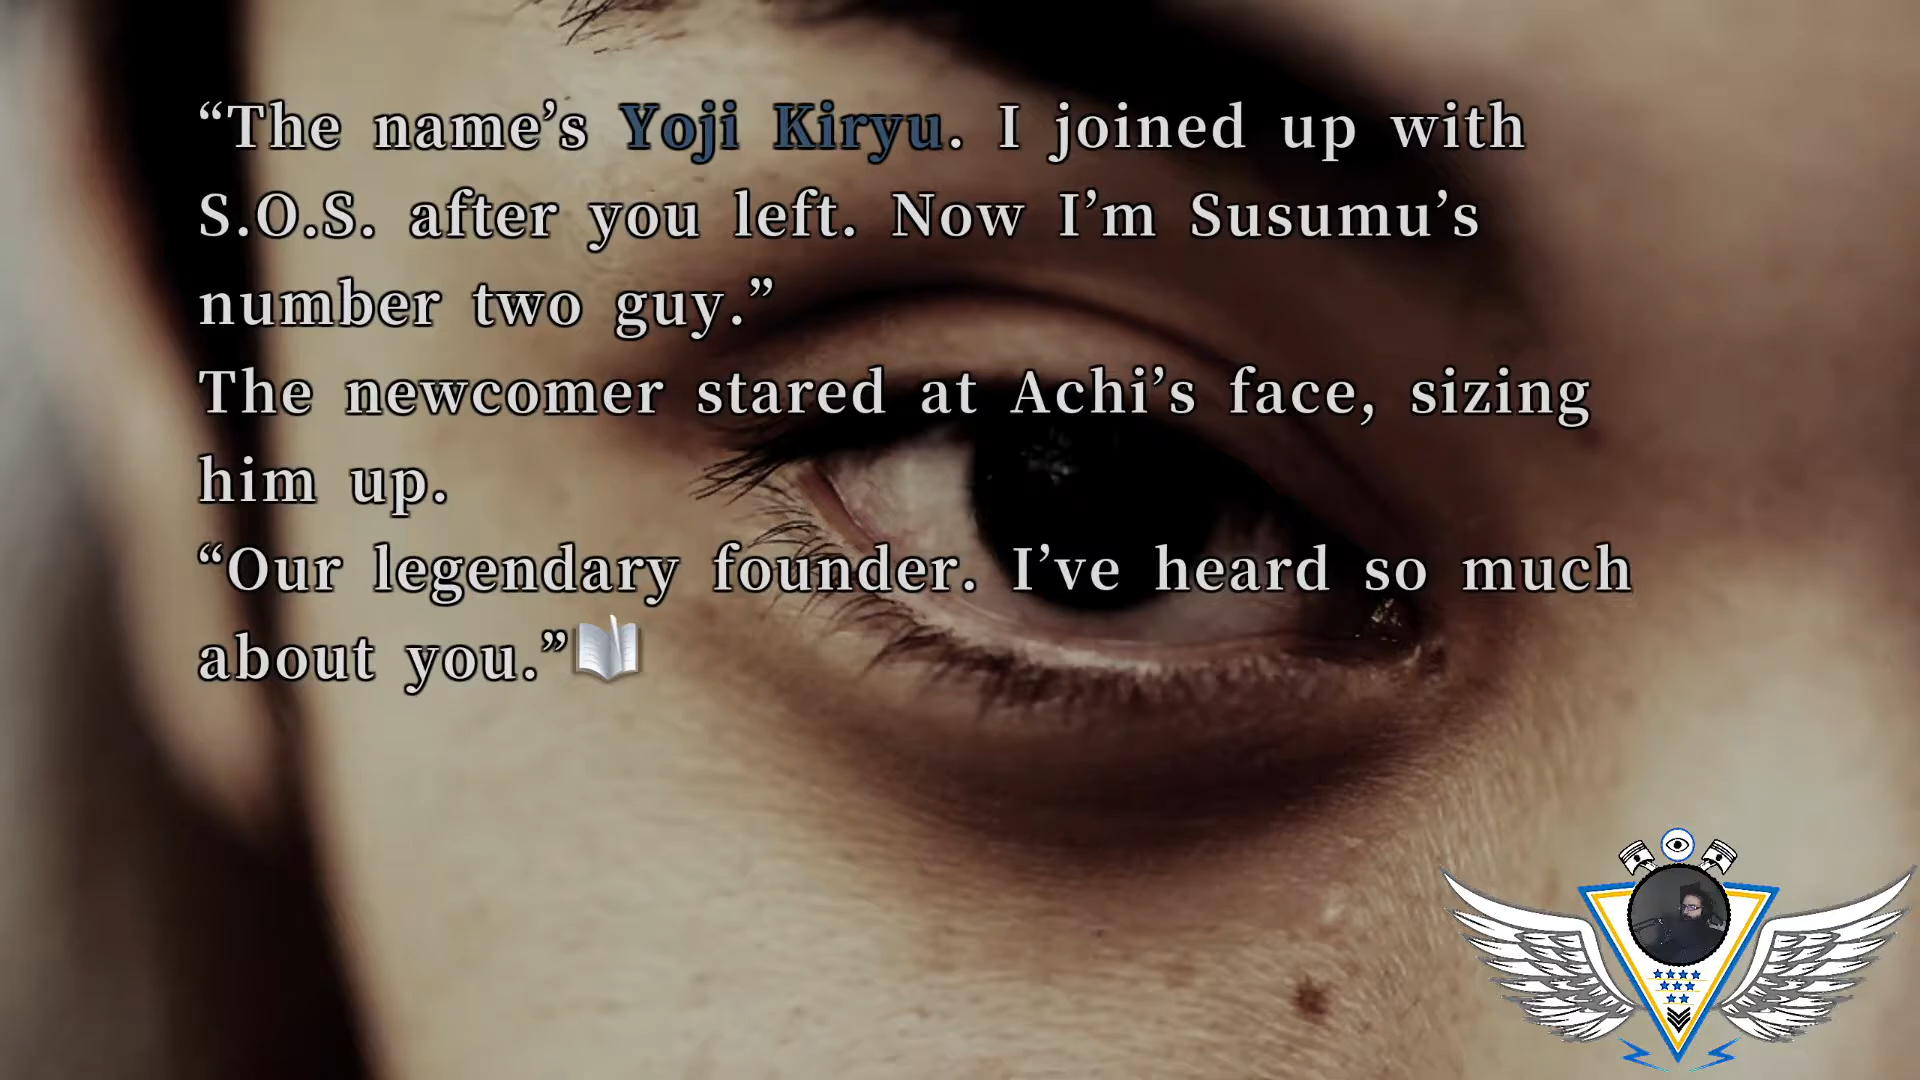 “The name’s Yoji Kiryu. I joined up with
S.O.S. after you left. Now I’m Susumu’s
number two guy.”
The newcomer stared at Achi’s face, sizing
him up.
“Our legendary founder. I’ve heard so much
about you.”